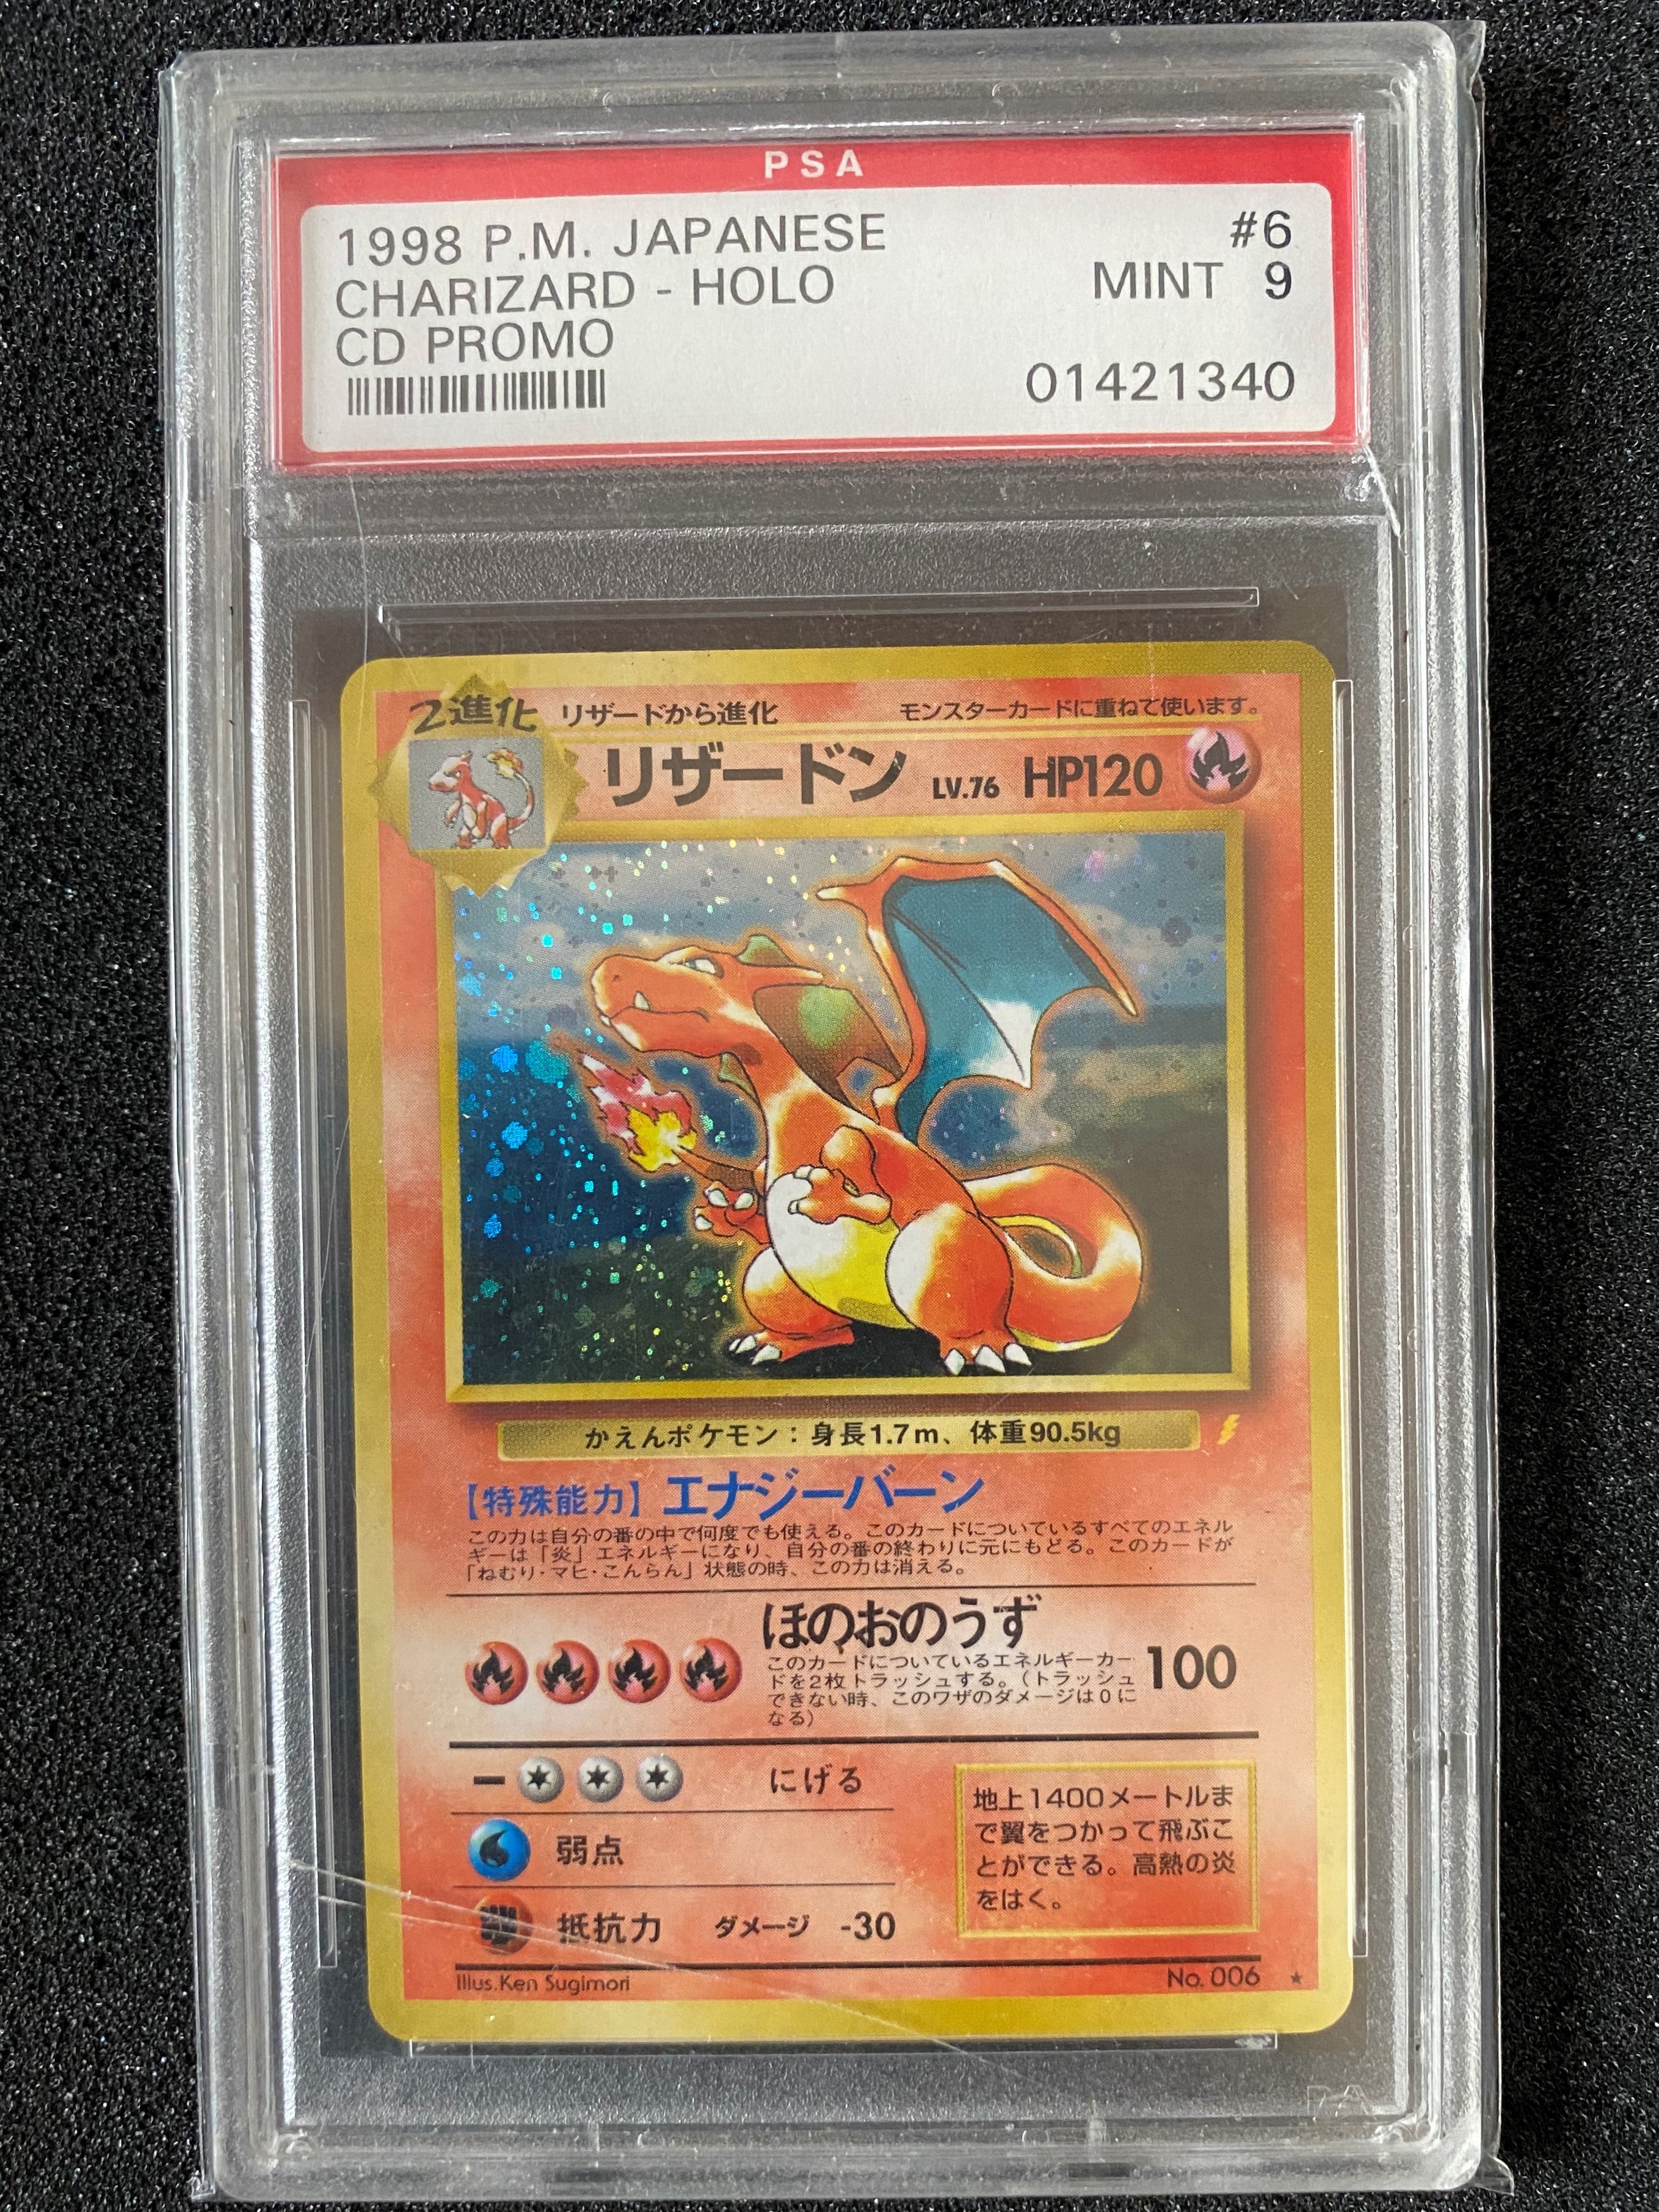 PSA
1998 P.M. JAPANESE #6
CHARIZARD - HOLO MINT 9
CD PROMO
01421340
2進化 リザードから進化 モンスターカードに重ねて使います。
リザードン LV.76 HP120
かえんポケモン：身長1.7m、体重90.5kg
【特殊能力】エナジーバーン
この力は自分の番の中で何度でも使える。このカードについているすべてのエネル
ギーは「炎」エネルギーになり、自分の番の終わりに元にもどる。このカードが
「ねむり・マヒ・こんらん」状態の時、この力は消える。
ほのおのうず
このカードについているエネルギーカー
ドを2枚トラッシュする。（トラッシュ
できない時、このワザのダメージは0に
なる）
100
にげる
弱点
抵抗力 ダメージ -30
地上1400メートルま
で翼をつかって飛ぶこ
とができる。高熱の炎
をはく。
Illus.Ken Sugimori No. 006 ★